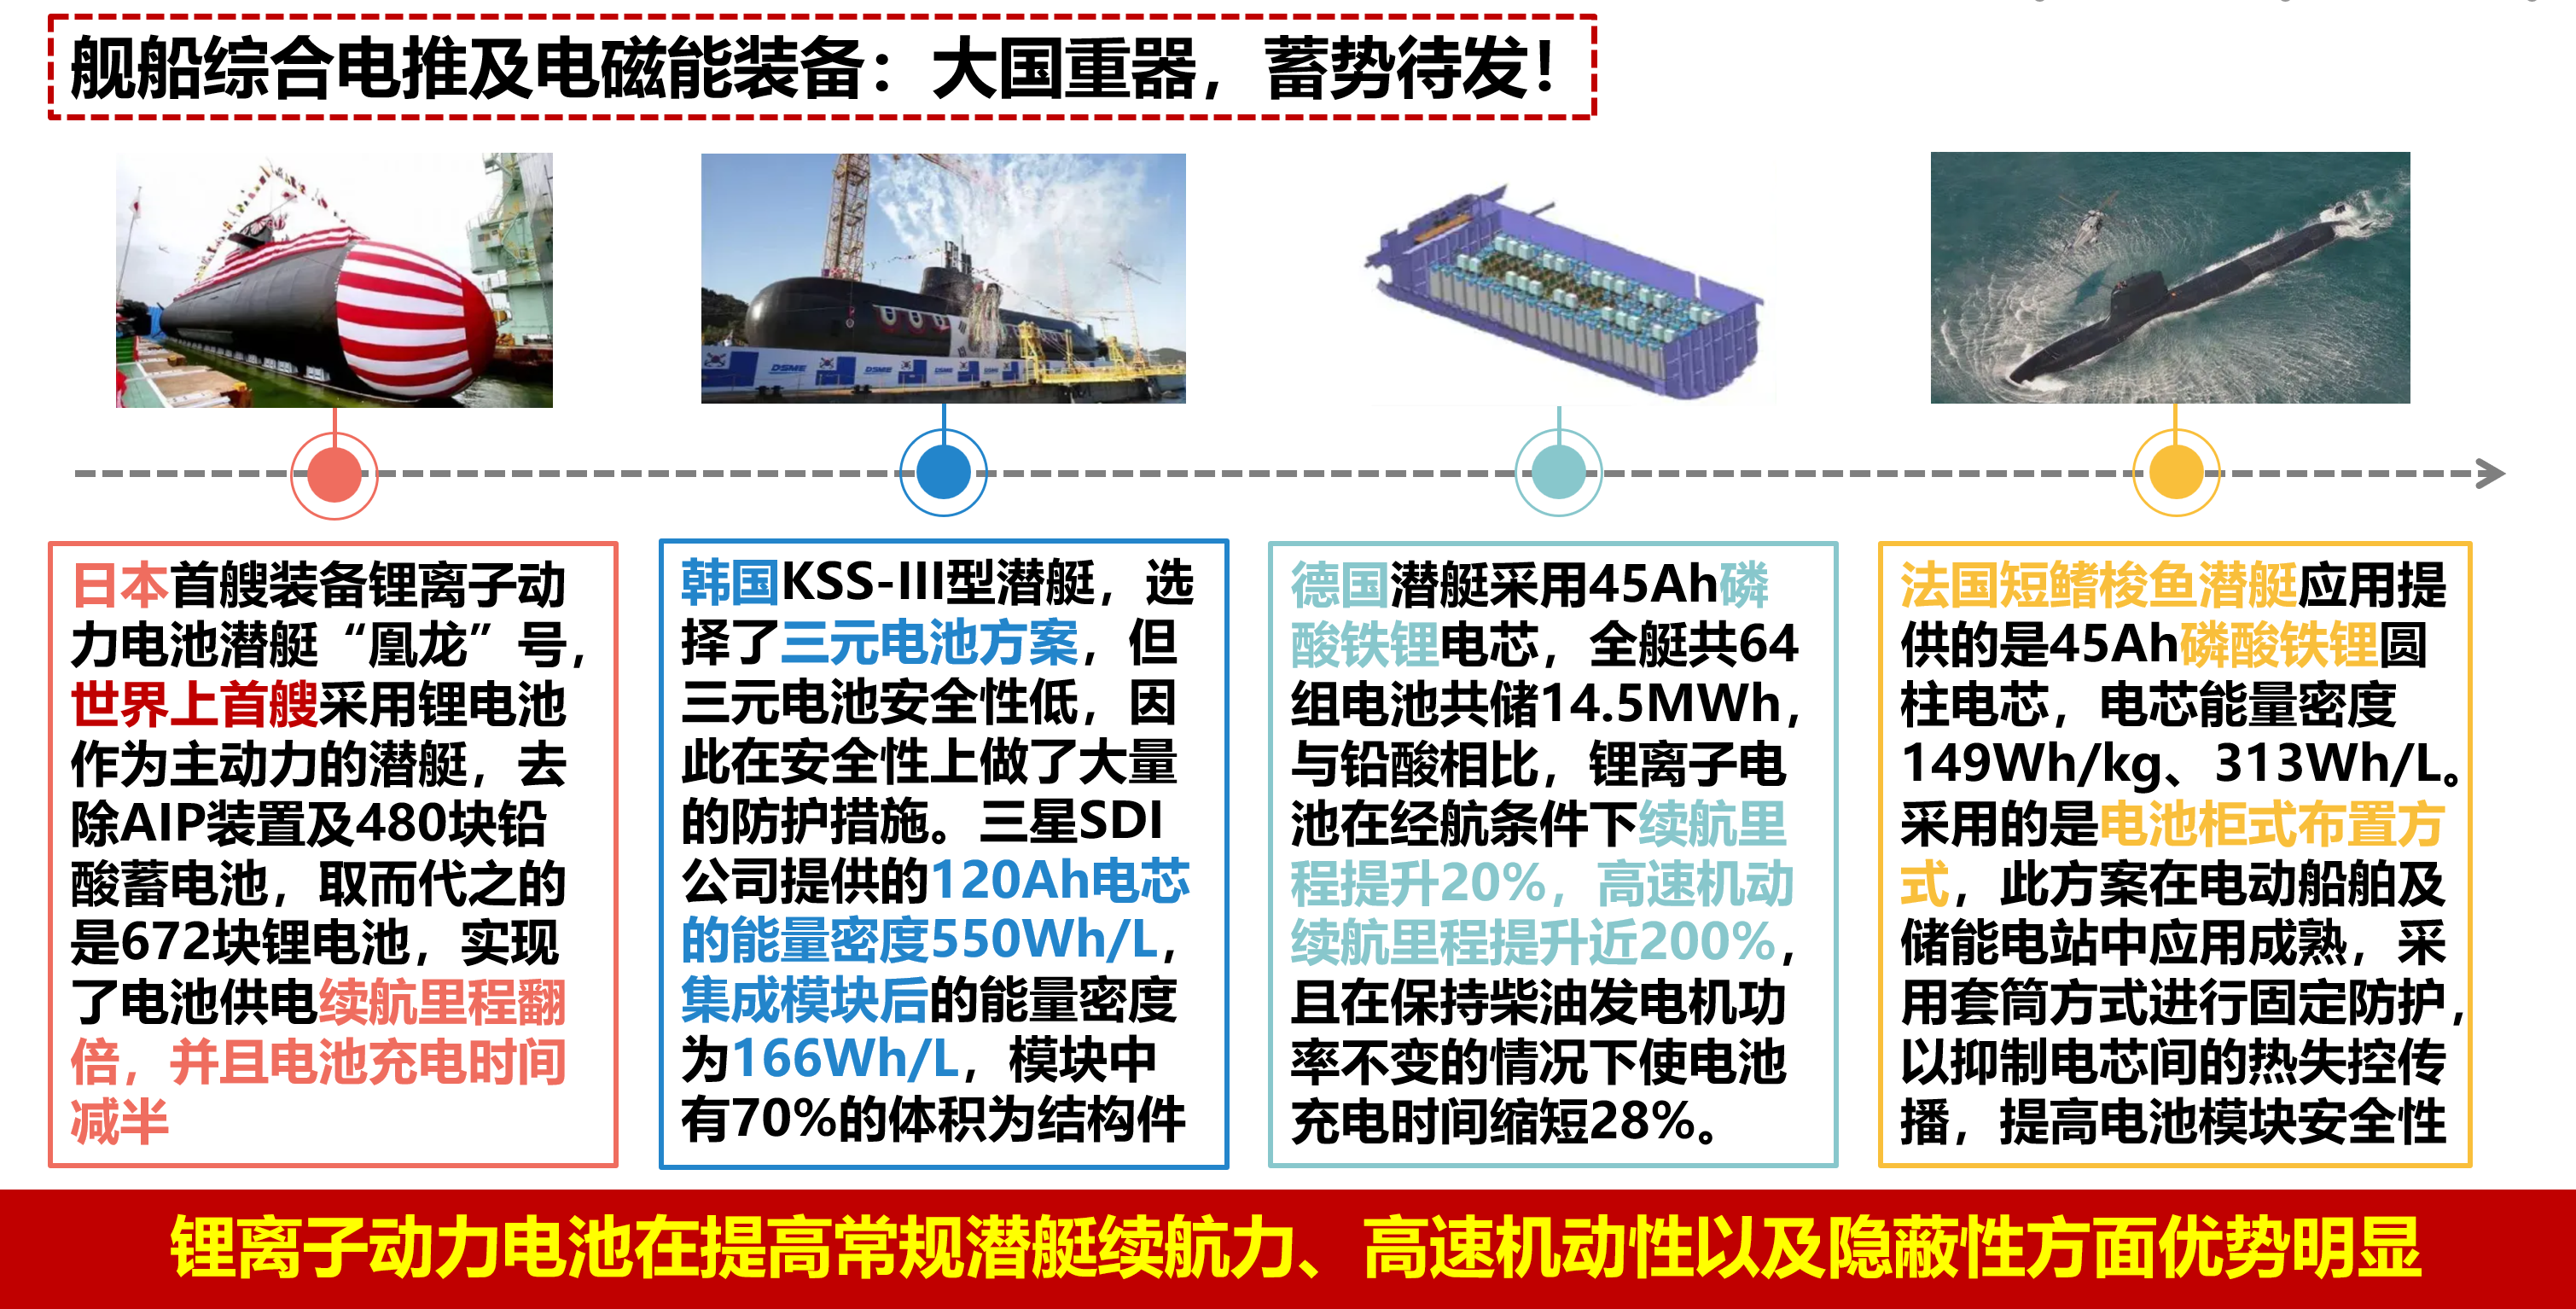 舰船综合电推及电磁能装备：大国重器，蓄势待发！
DSME
DSME
日本首艘装备锂离子动
力电池潜艇“凰龙”号，
世界上首艘采用锂电池
作为主动力的潜艇，去
除AIP装置及480块铅
酸蓄电池，取而代之的
是672块锂电池，实现
了电池供电续航里程翻
倍，并且电池充电时间
减半
韩国KSS-III型潜艇，选
择了三元电池方案，但
三元电池安全性低，因
此在安全性上做了大量
的防护措施。三星SDI
公司提供的120Ah电芯
的能量密度550Wh/L，
集成模块后的能量密度
为166Wh/L，模块中
有70%的体积为结构件
德国潜艇采用45Ah磷
酸铁锂电芯，全艇共64
组电池共储14.5MWh，
与铅酸相比，锂离子电
池在经航条件下续航里
程提升20%，高速机动
续航里程提升近200%，
且在保持柴油发电机功
率不变的情况下使电池
充电时间缩短28%。
法国短鳍梭鱼潜艇应用提
供的是45Ah磷酸铁锂圆
柱电芯，电芯能量密度
149Wh/kg、313Wh/L。
采用的是电池柜式布置方
式，此方案在电动船舶及
储能电站中应用成熟，采
用套筒方式进行固定防护，
以抑制电芯间的热失控传
播，提高电池模块安全性
锂离子动力电池在提高常规潜艇续航力、高速机动性以及隐蔽性方面优势明显